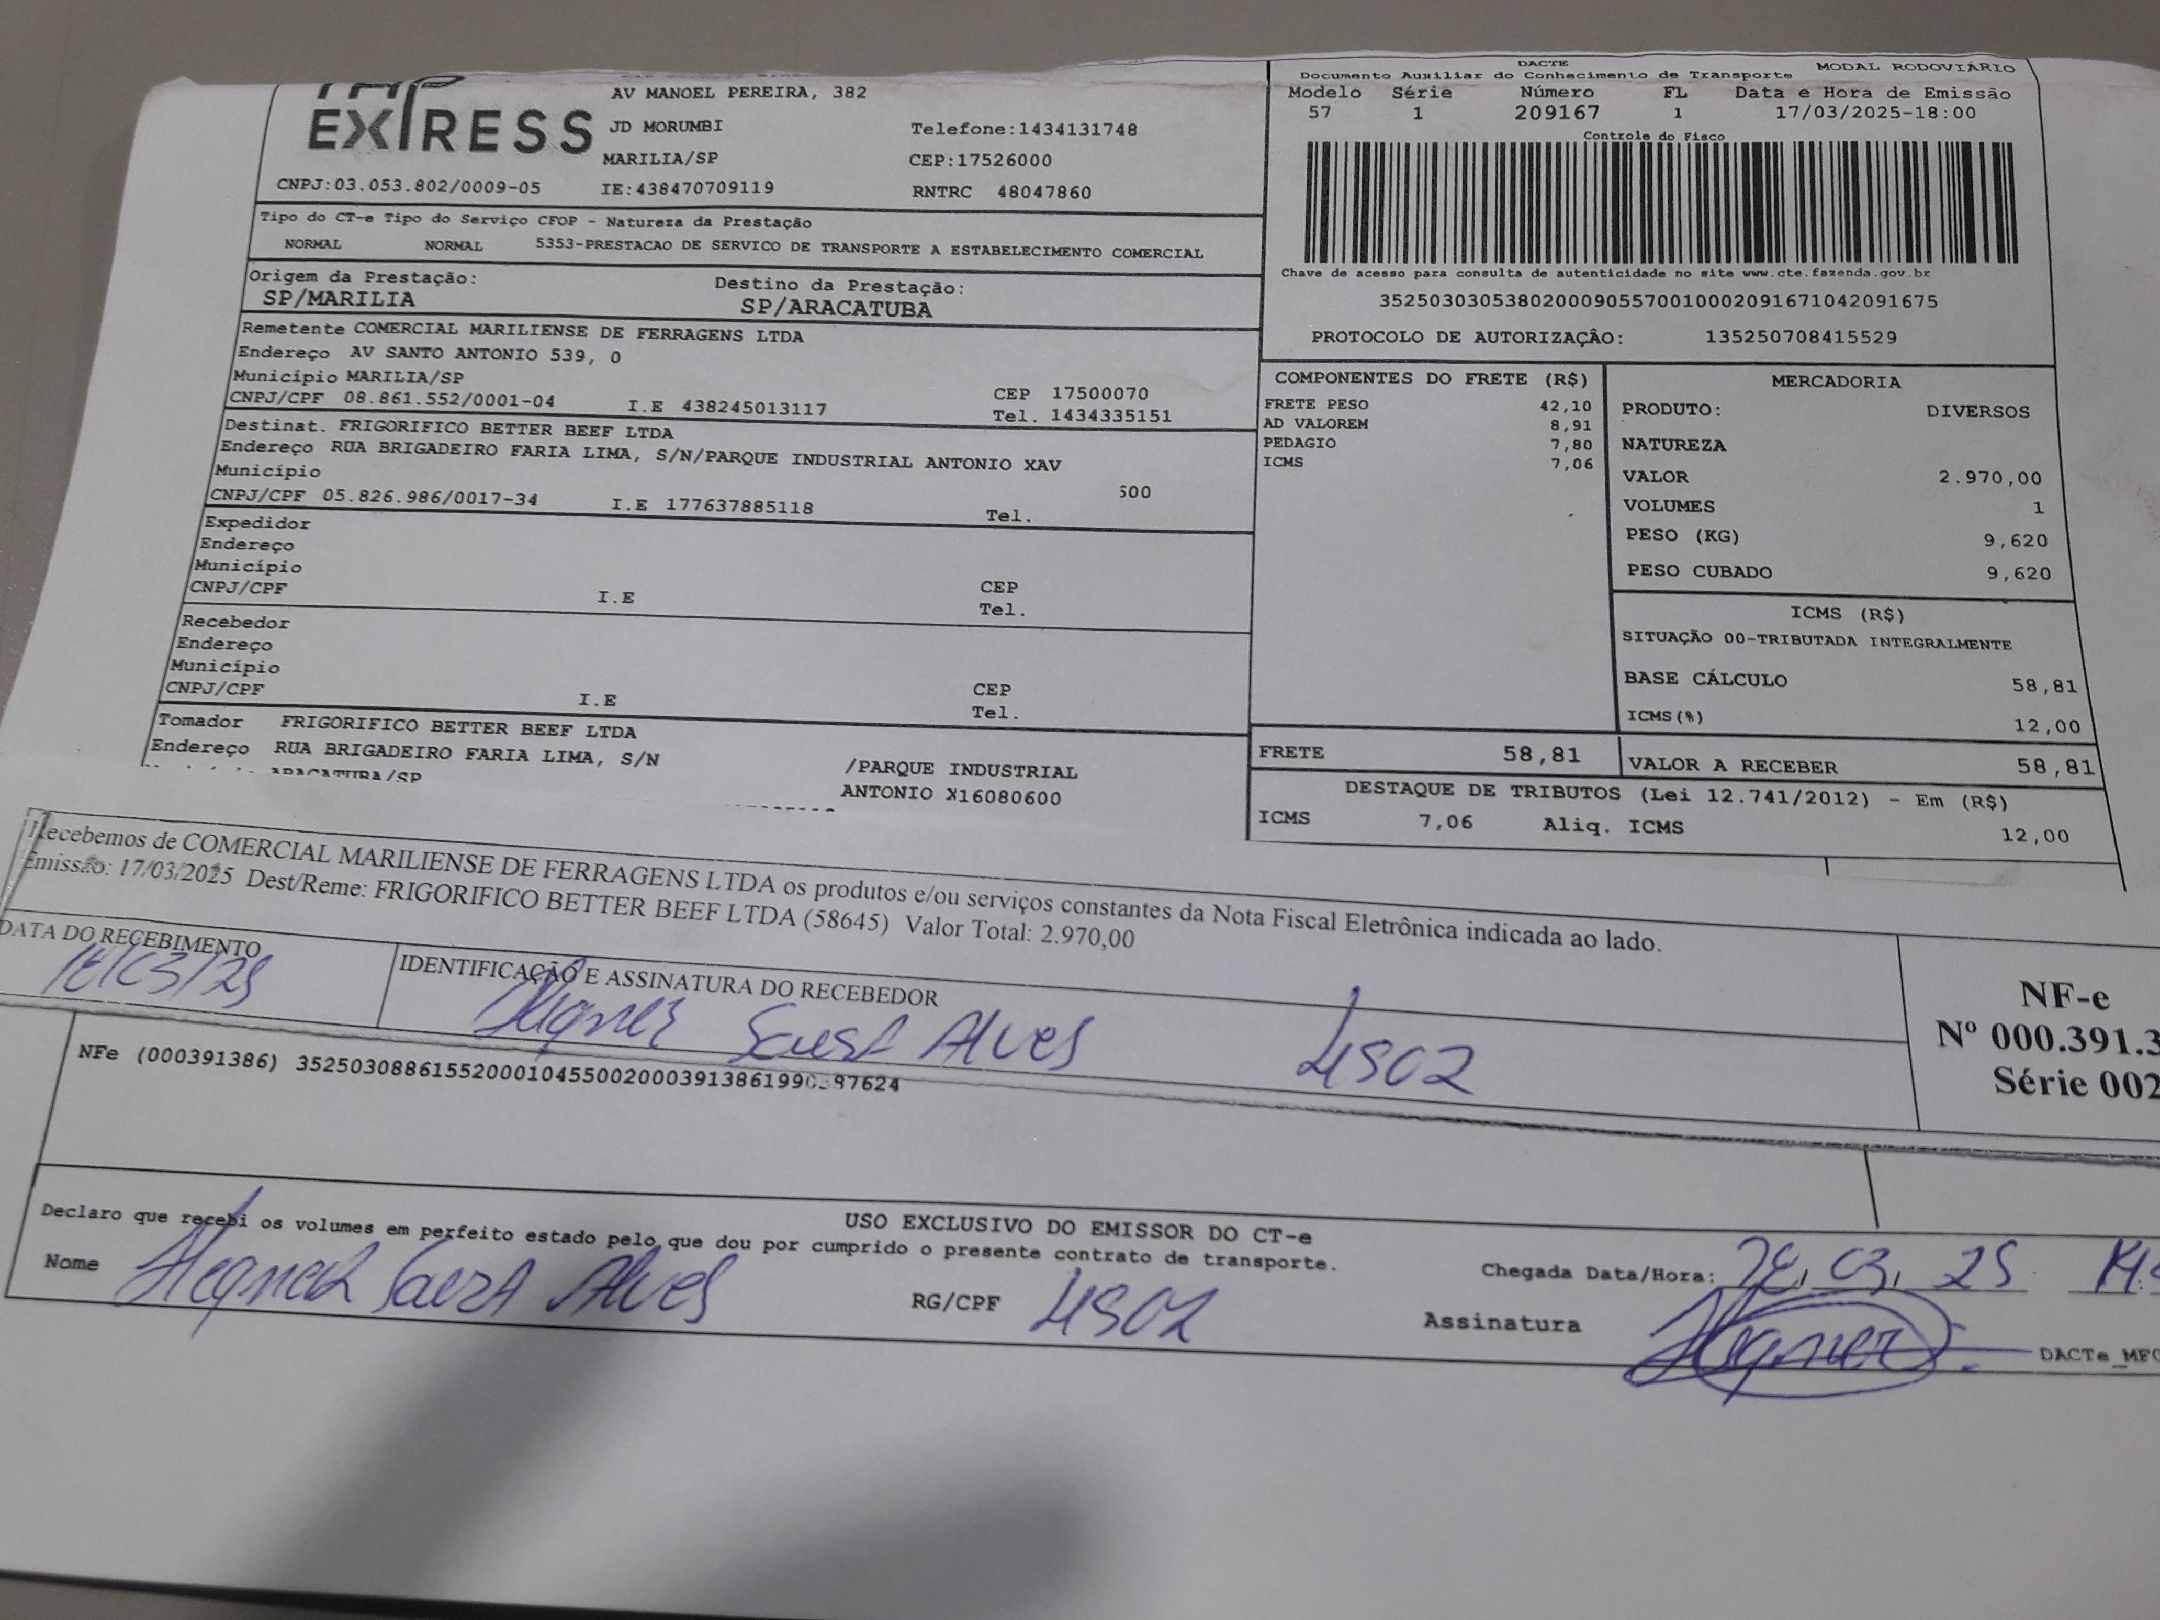 EXPRESS
AV MANOEL PEREIRA, 382
JD MORUMBI
Telefone:1434131748
MARILIA/SP
CEP:17526000
CNPJ:03.053.802/0009-05
IE:438470709119
RNTRC 48047860
DACTE
MODAL RODOVIÁRIO
Documento Auxiliar do Conhecimento de Transporte
Modelo Série Número FL Data e Hora de Emissão
57 1 209167 1 17/03/2025-18:00
Controle do Fisco
Chave de acesso para consulta de autenticidade no site www.cte.fazenda.gov.br
35250303053802000905570010002091671042091675
PROTOCOLO DE AUTORIZAÇÂO: 135250708415529
Tipo do CT-e Tipo do Serviço CFOP - Natureza da Prestação
NORMAL NORMAL 5353-PRESTACAO DE SERVICO DE TRANSPORTE A ESTABELECIMENTO COMERCIAL
Origem da Prestação: Destino da Prestação:
SP/MARILIA SP/ARACATUBA
Remetente COMERCIAL MARILIENSE DE FERRAGENS LTDA
Endereço AV SANTO ANTONIO 539, 0
Município MARILIA/SP CEP 17500070
CNPJ/CPF 08.861.552/0001-04 I.E 438245013117 Tel. 1434335151
Destinat. FRIGORIFICO BETTER BEEF LTDA
Endereço RUA BRIGADEIRO FARIA LIMA, S/N/PARQUE INDUSTRIAL ANTONIO XAV
Município 600
CNPJ/CPF 05.826.986/0017-34 I.E 177637885118 Tel.
Expedidor
Endereço
Município CEP
CNPJ/CPF I.E Tel.
Recebedor
Endereço
Município CEP
CNPJ/CPF I.E Tel.
Tomador FRIGORIFICO BETTER BEEF LTDA
Endereço RUA BRIGADEIRO FARIA LIMA, S/N /PARQUE INDUSTRIAL
ARACATUBA/SP ANTONIO X16080600
COMPONENTES DO FRETE (R$)
FRETE PESO 42,10
AD VALOREM 8,91
PEDAGIO 7,80
ICMS 7,06
MERCADORIA
PRODUTO: DIVERSOS
NATUREZA
VALOR 2.970,00
VOLUMES 1
PESO (KG) 9,620
PESO CUBADO 9,620
ICMS (R$)
SITUAÇÃO 00-TRIBUTADA INTEGRALMENTE
BASE CÁLCULO 58,81
ICMS(%) 12,00
FRETE 58,81 VALOR A RECEBER 58,81
DESTAQUE DE TRIBUTOS (Lei 12.741/2012) - Em (R$)
ICMS 7,06 Aliq. ICMS 12,00
Recebemos de COMERCIAL MARILIENSE DE FERRAGENS LTDA os produtos e/ou serviços constantes da Nota Fiscal Eletrônica indicada ao lado.
Emissão: 17/03/2025 Dest/Reme: FRIGORIFICO BETTER BEEF LTDA (58645) Valor Total: 2.970,00
DATA DO RECEBIMENTO
IDENTIFICAÇÃO E ASSINATURA DO RECEBEDOR
Sousa Alves 4502
NF-e
Nº 000.391.3
Série 002
NFe (000391386)
USO EXCLUSIVO DO EMISSOR DO CT-e
Declaro que recebi os volumes em perfeito estado pelo que dou por cumprido o presente contrato de transporte.
Nome Souza Alves RG/CPF 4502
Chegada Data/Hora: 03 25
Assinatura
DACTe_MFC